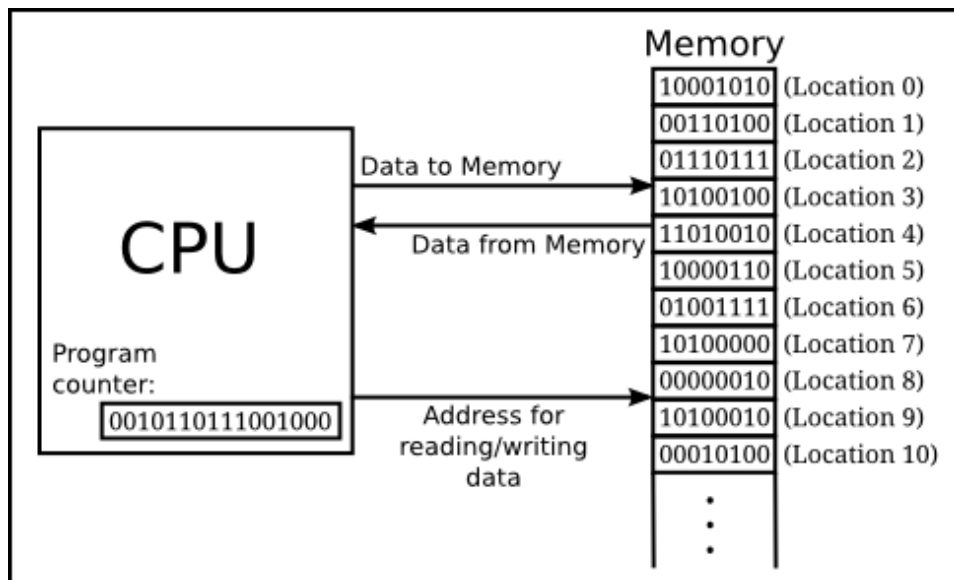 Memory
10001010 (Location 0)
00110100 (Location 1)
01110111 (Location 2)
10100100 (Location 3)
11010010 (Location 4)
10000110 (Location 5)
01001111 (Location 6)
10100000 (Location 7)
00000010 (Location 8)
10100010 (Location 9)
00010100 (Location 10)
Data to Memory
Data from Memory
CPU
Program
counter:
0010110111001000
Address for
reading/writing
data